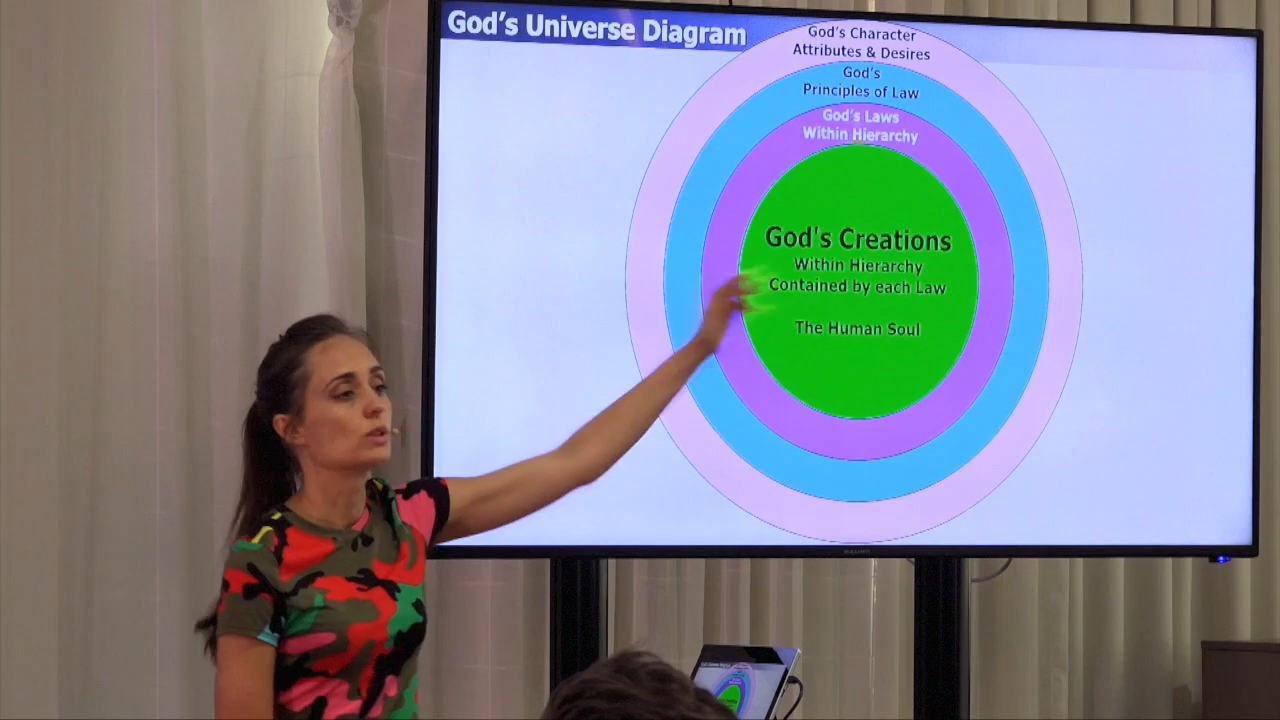 God's Universe Diagram
God's Character
Attributes & Desires
God's
Principles of Law
God's Laws
Within Hierarchy
God's Creations
Within Hierarchy
Contained by each Law
The Human Soul